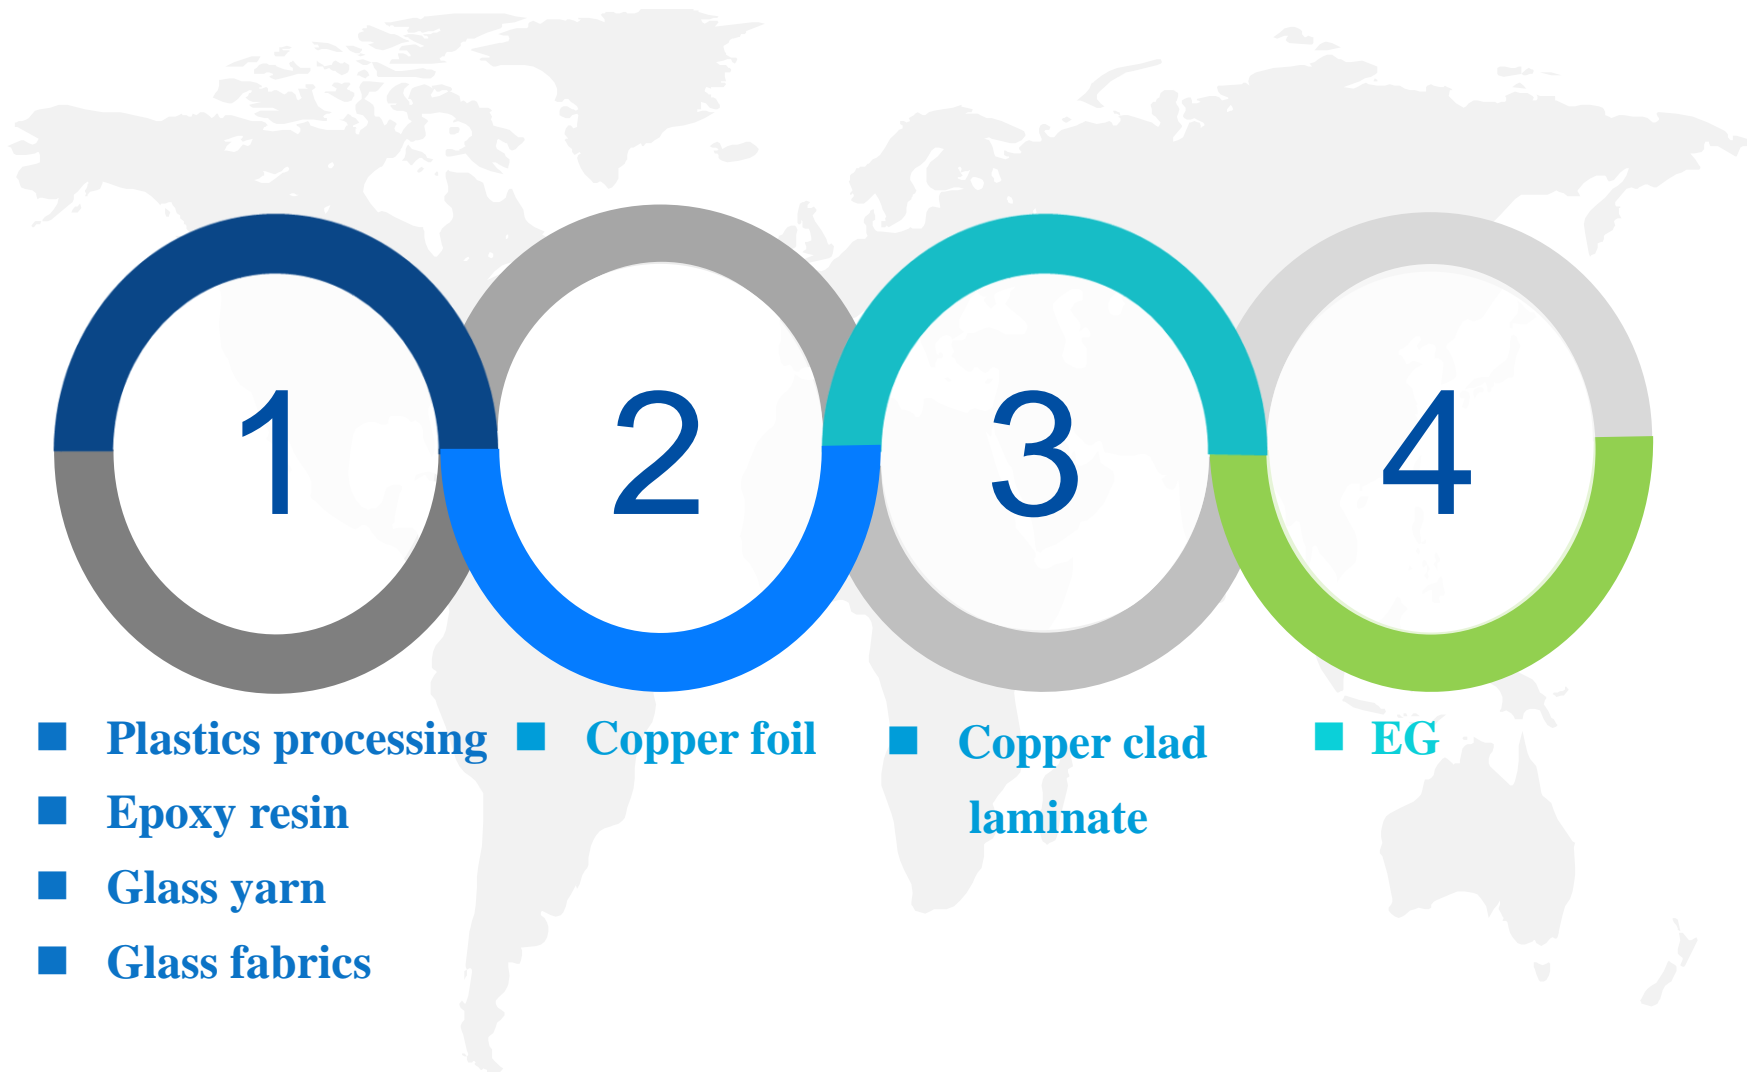 1
2
3
4
Plastics processing
Epoxy resin
Glass yarn
Glass fabrics
Copper foil
Copper clad
laminate
EG